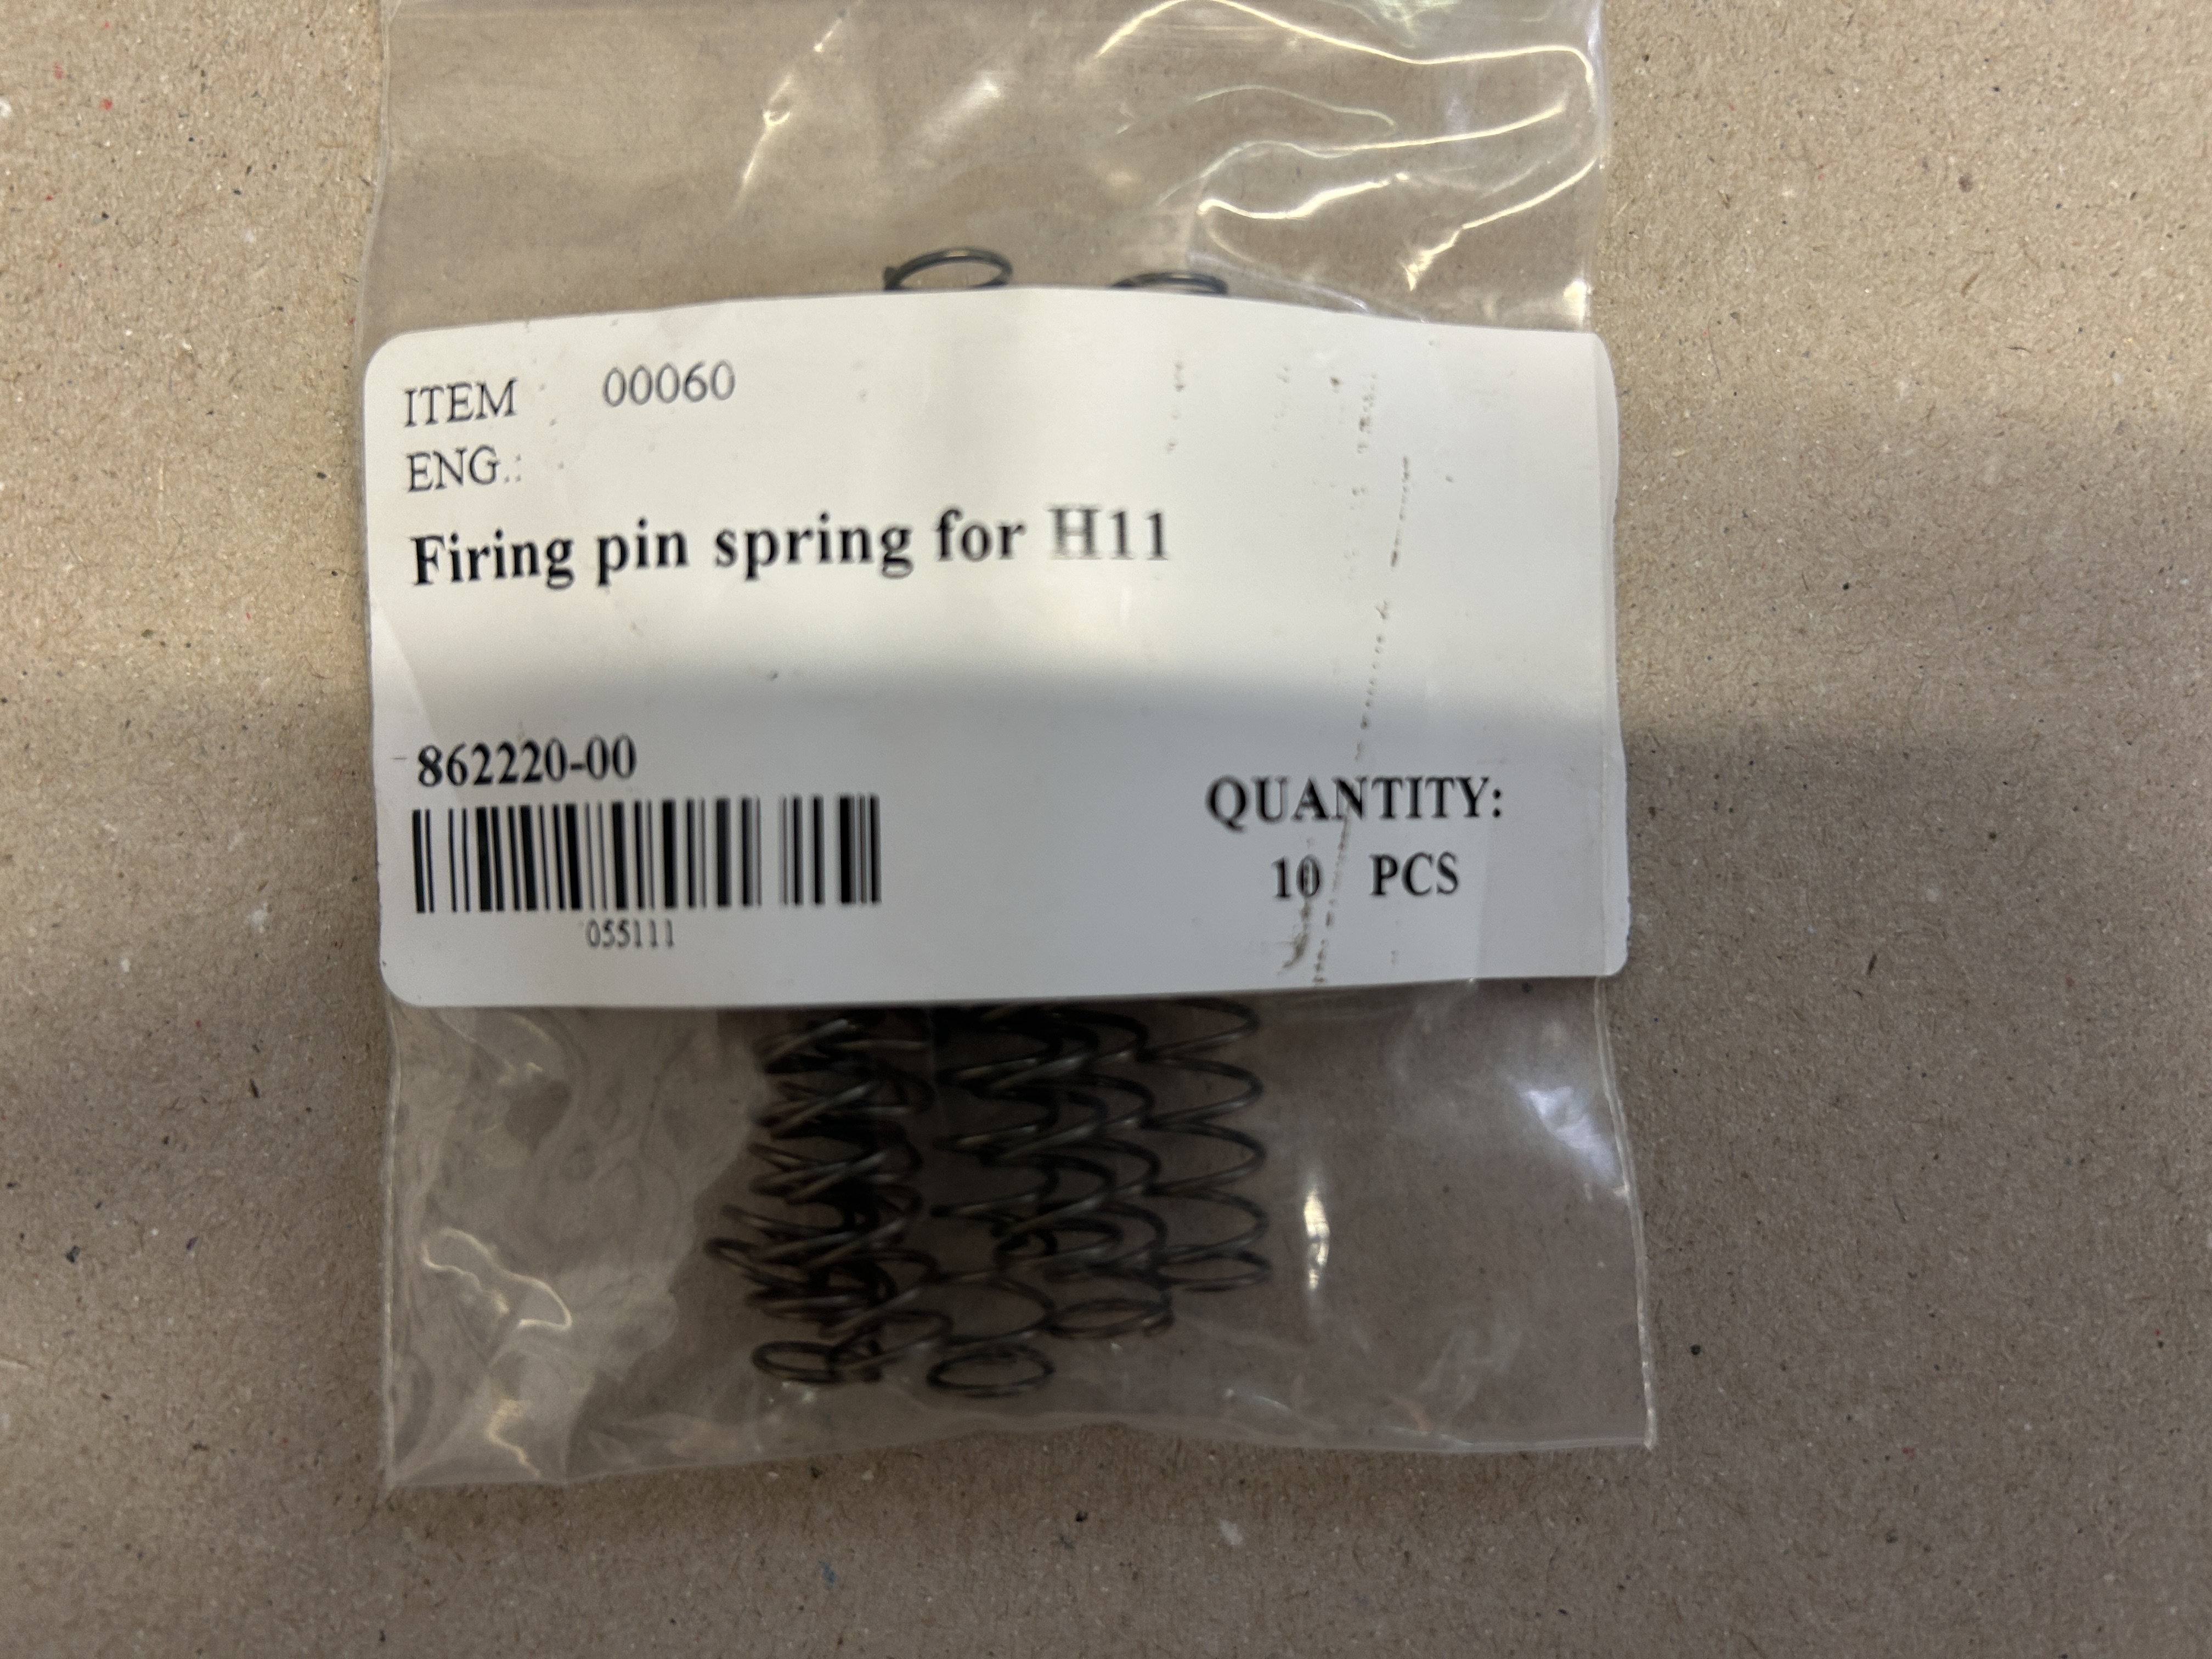 ITEM 00060
ENG.:
Firing pin spring for H11
862220-00
055111
QUANTITY:
10 PCS